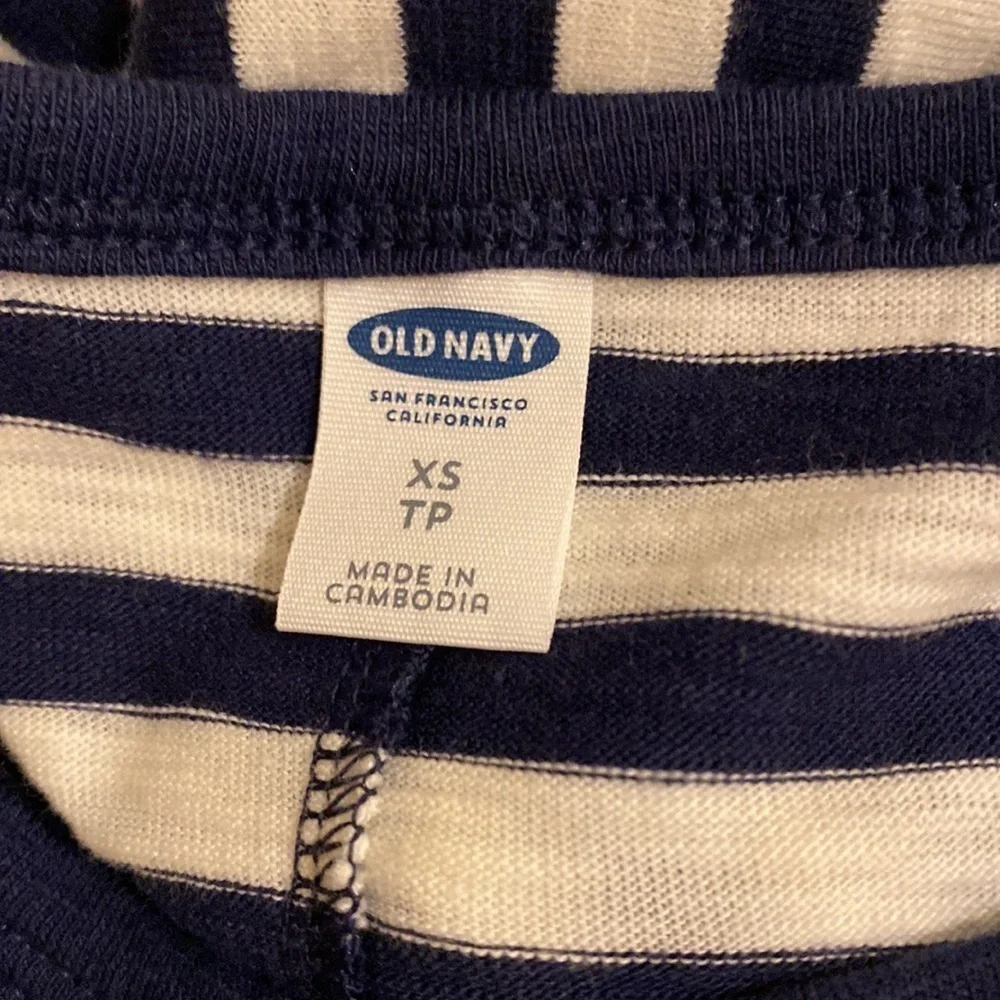 OLD NAVY
SAN FRANCISCO
CALIFORNIA
XS
TP
MADE IN
CAMBODIA